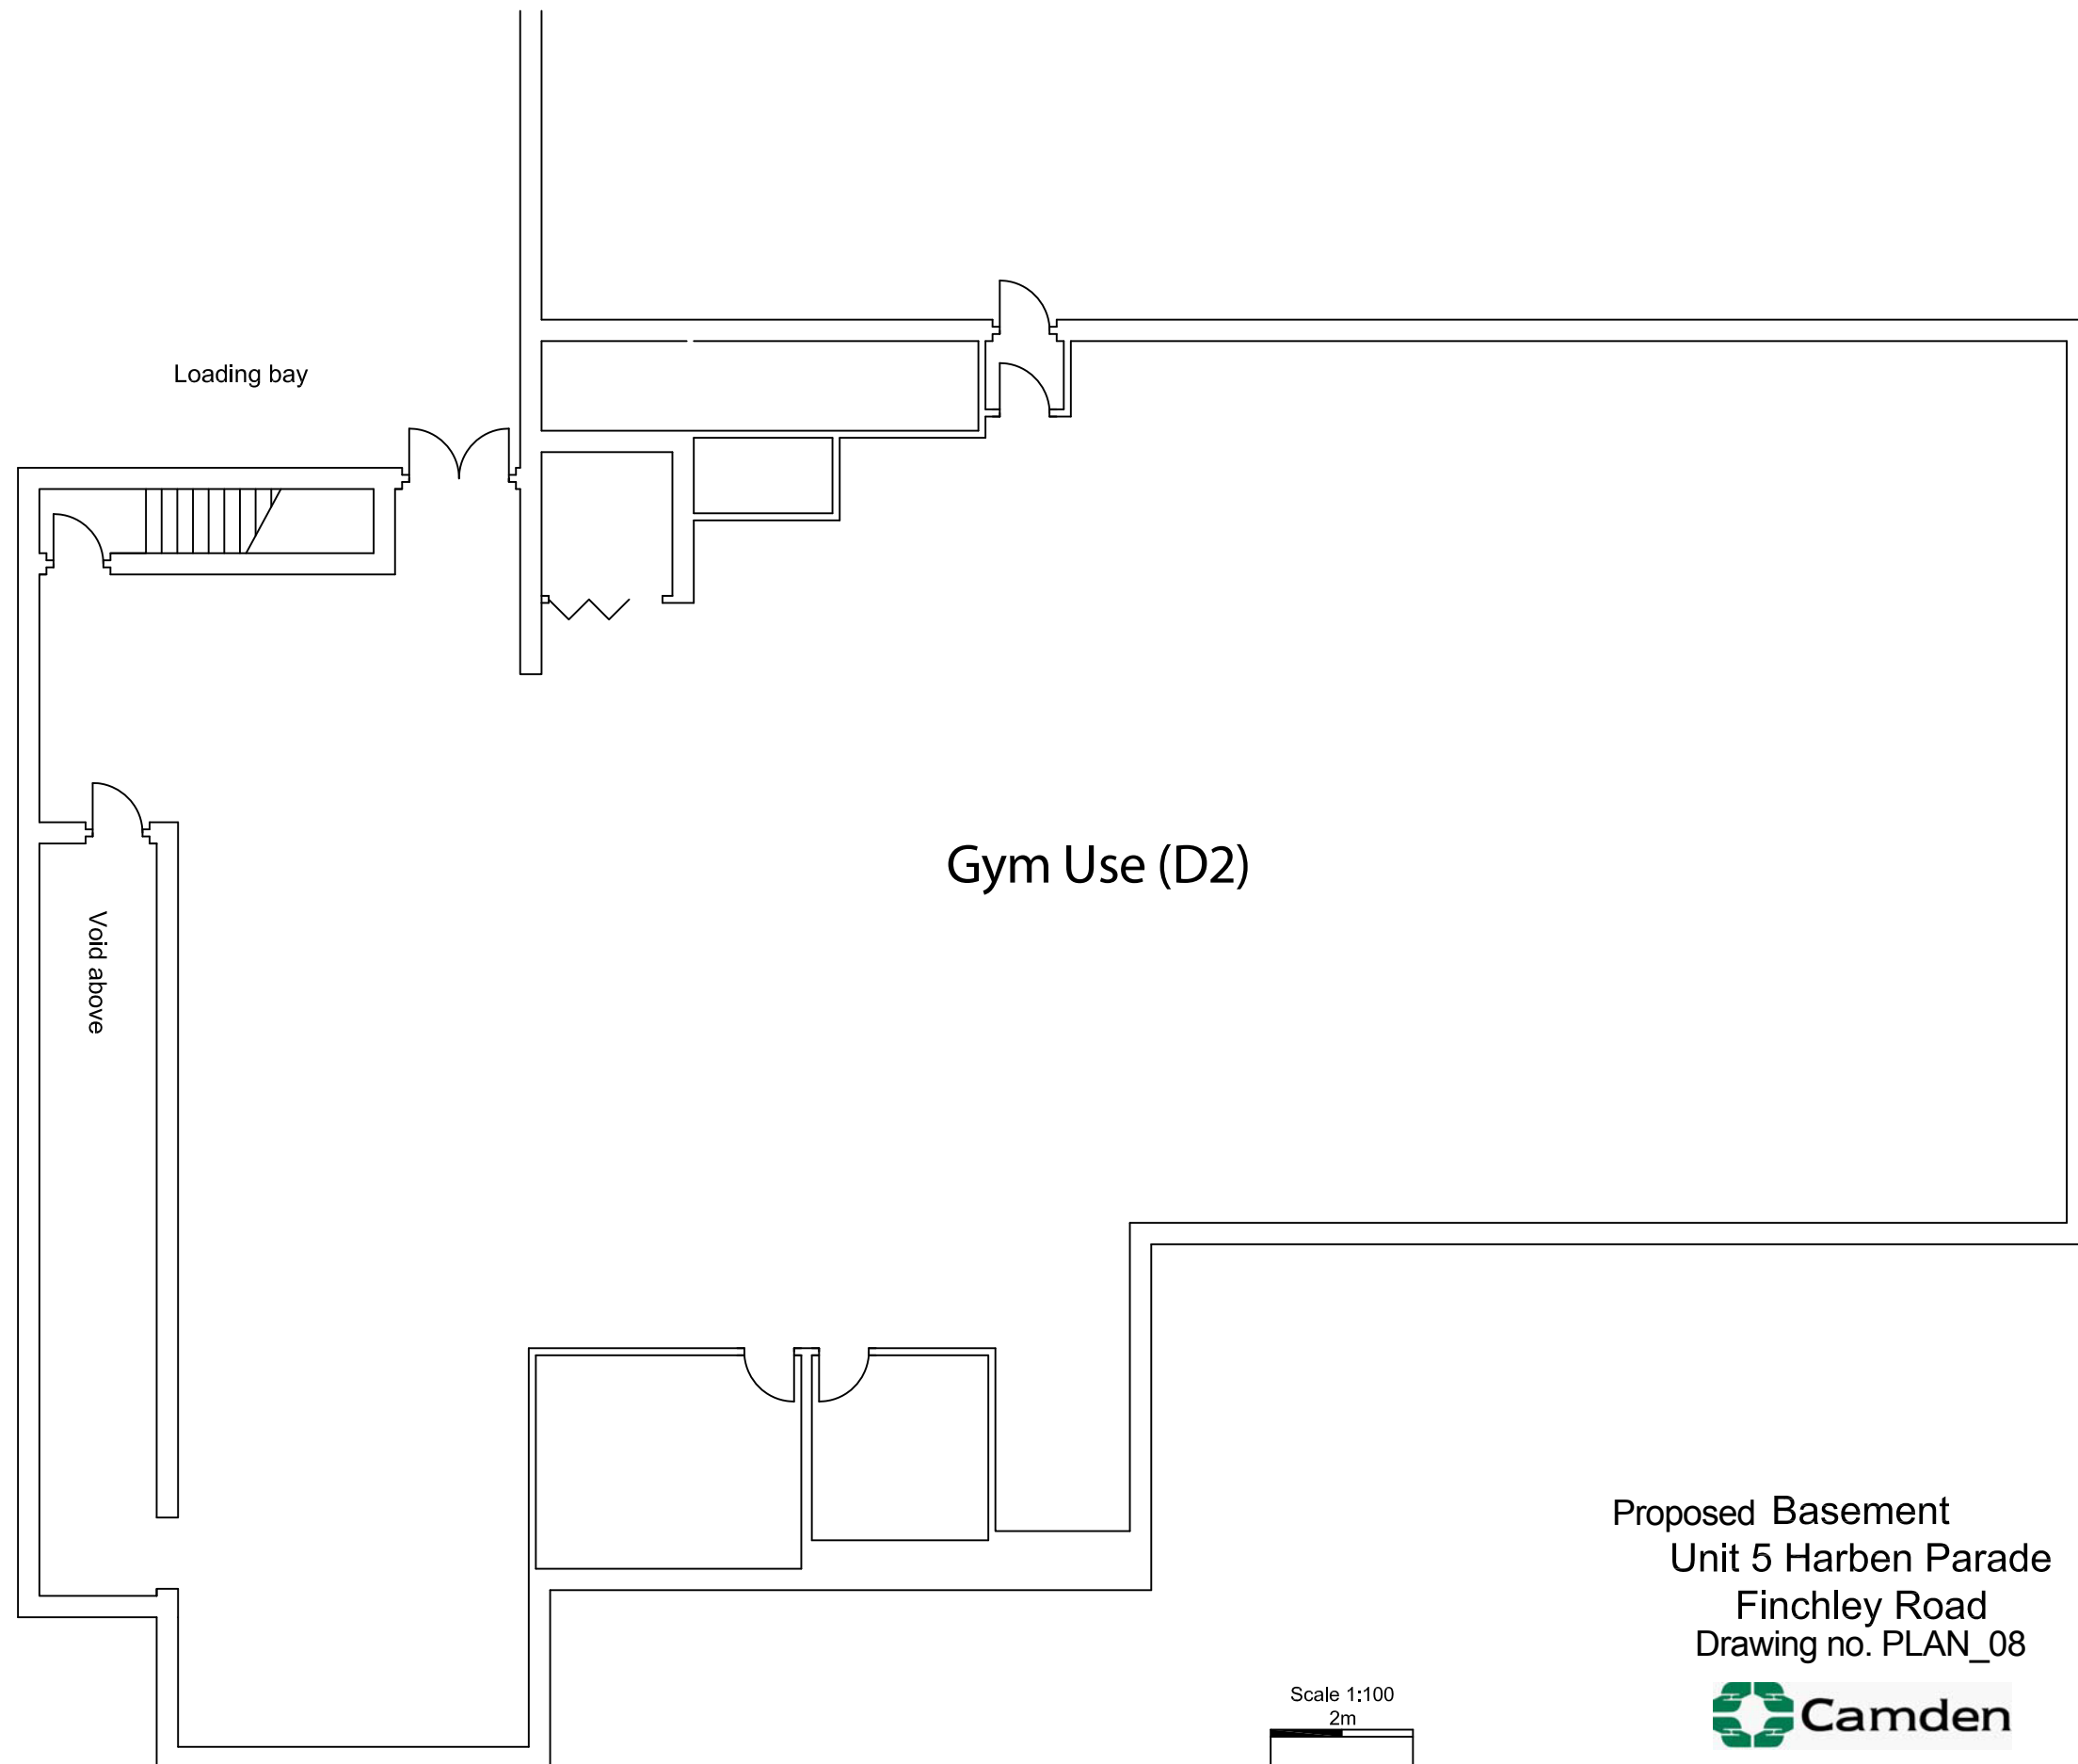 Loading bay
Gym Use (D2)
Void above
Proposed Basement
Unit 5 Harben Parade
Finchley Road
Drawing no. PLAN_08
Scale 1:100
2m
Camden